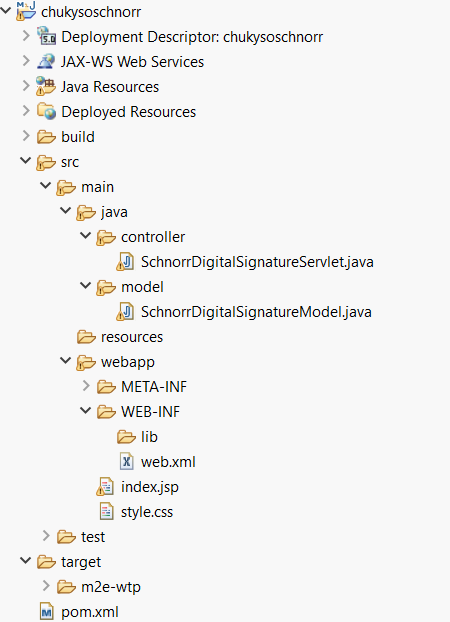 chukysoschnorr
Deployment Descriptor: chukysoschnorr
JAX-WS Web Services
Java Resources
Deployed Resources
build
src
main
java
controller
SchnorrDigitalSignatureServlet.java
model
SchnorrDigitalSignatureModel.java
resources
webapp
META-INF
WEB-INF
lib
web.xml
index.jsp
style.css
test
target
m2e-wtp
pom.xml